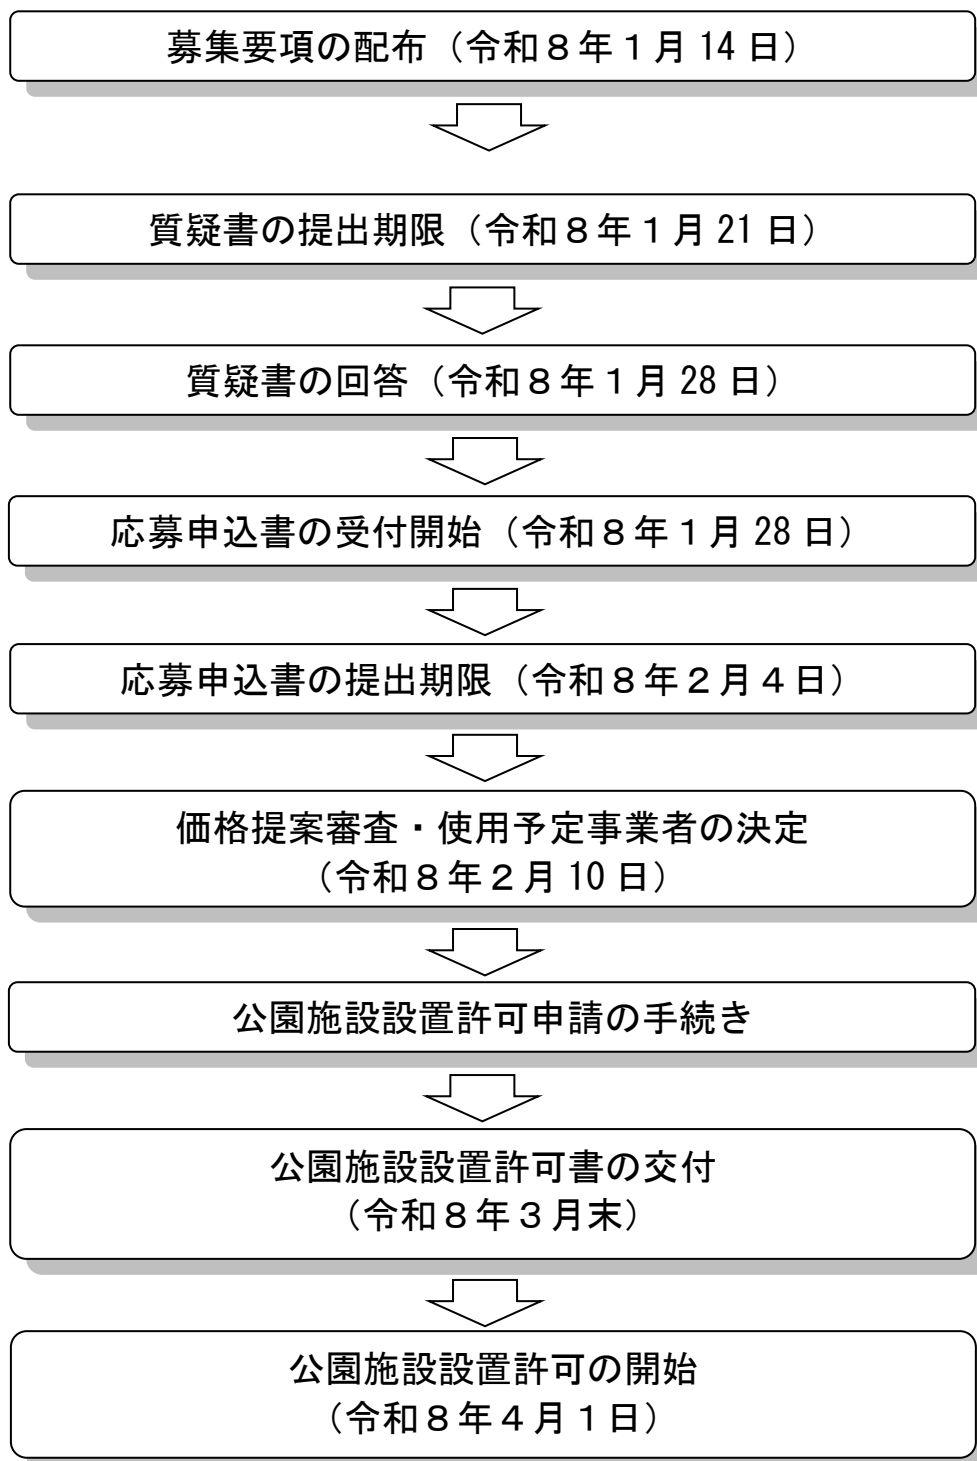 募集要項の配布（令和８年１月 14 日）
質疑書の提出期限（令和８年１月 21 日）
質疑書の回答（令和８年１月 28 日）
応募申込書の受付開始（令和８年１月 28 日）
応募申込書の提出期限（令和８年２月４日）
価格提案審査・使用予定事業者の決定
（令和８年２月 10 日）
公園施設設置許可申請の手続き
公園施設設置許可書の交付
（令和８年３月末）
公園施設設置許可の開始
（令和８年４月１日）